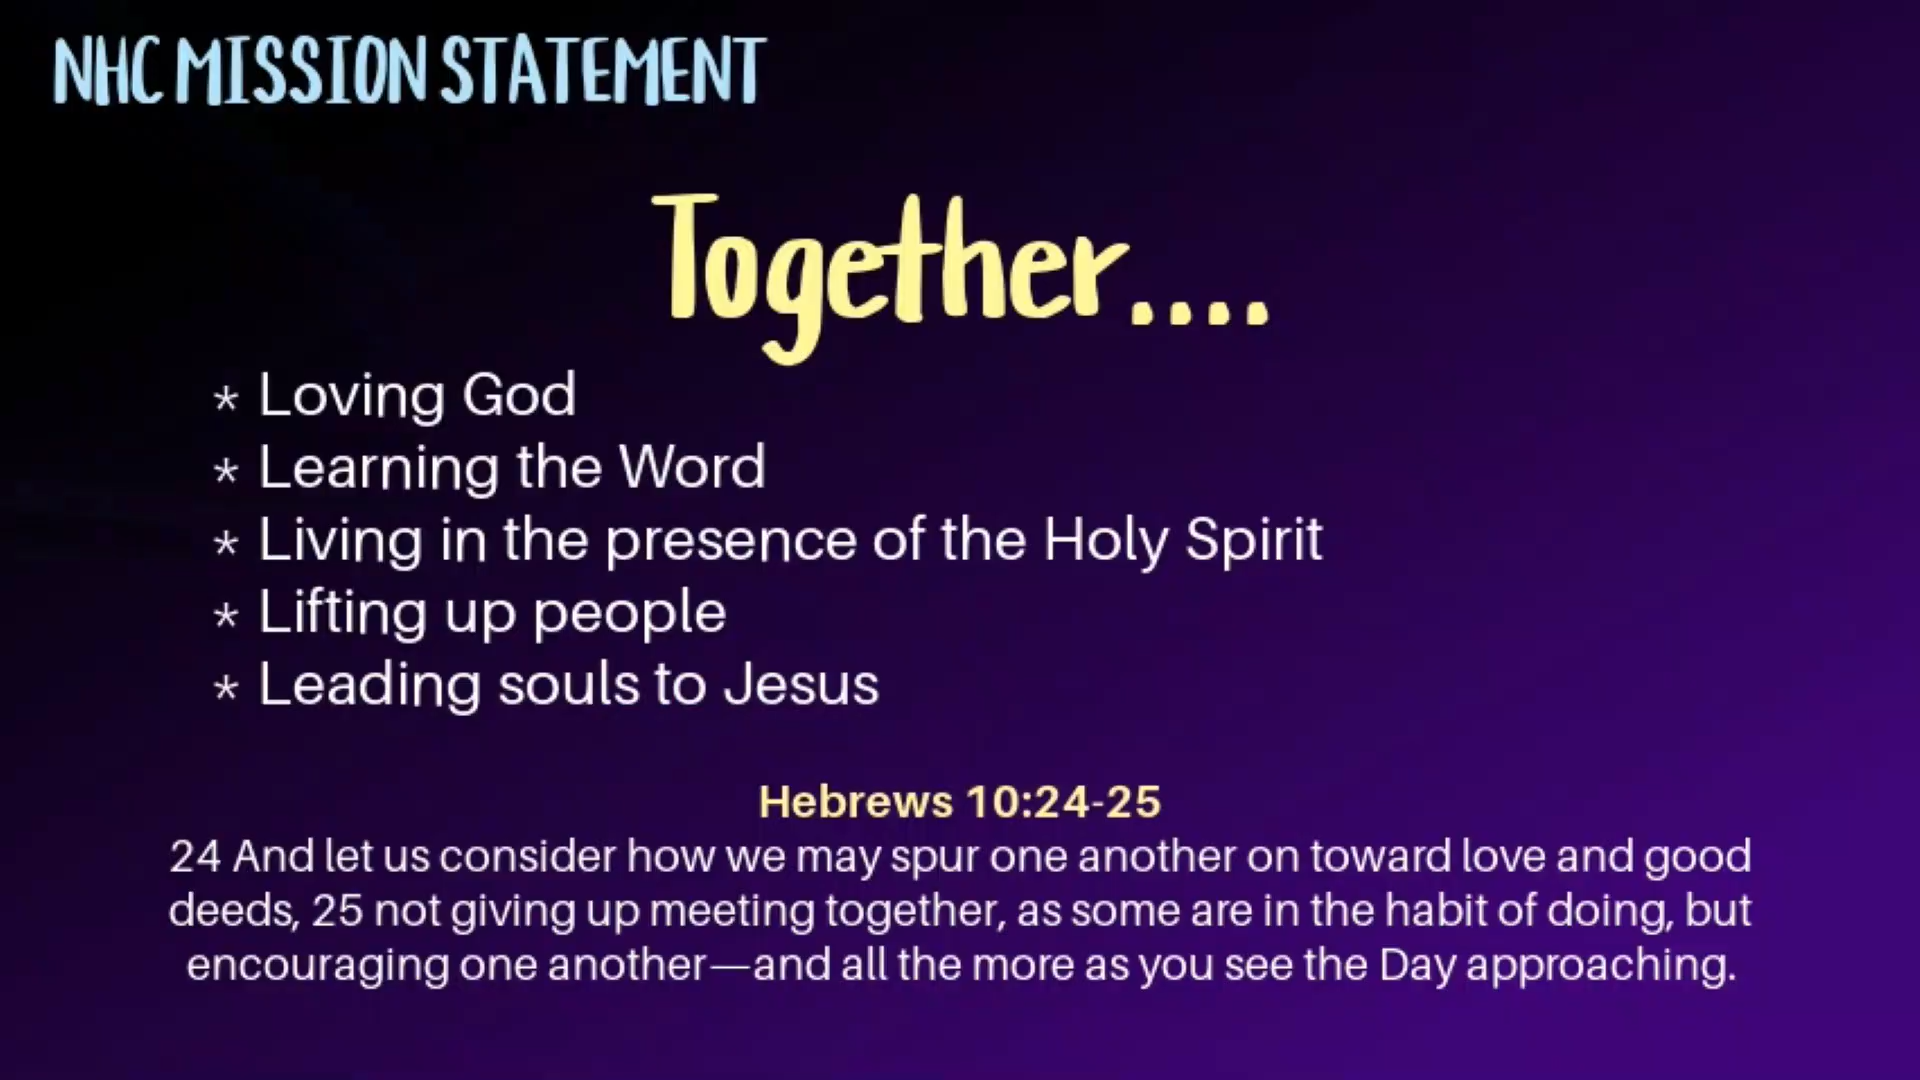 NHC MISSION STATEMENT
Together....
* Loving God
* Learning the Word
* Living in the presence of the Holy Spirit
* Lifting up people
* Leading souls to Jesus
Hebrews 10:24-25
24 And let us consider how we may spur one another on toward love and good
deeds, 25 not giving up meeting together, as some are in the habit of doing, but
encouraging one another—and all the more as you see the Day approaching.